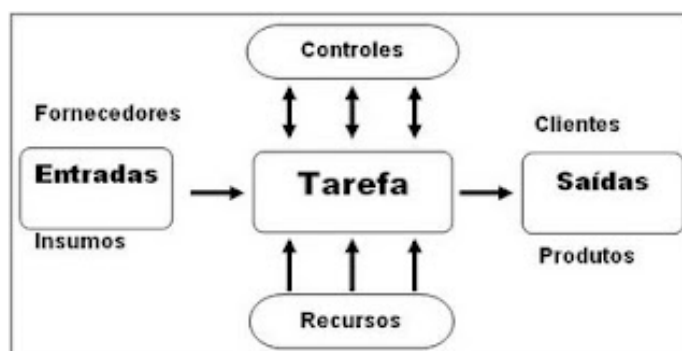 Controles
Fornecedores
Clientes
Entradas
Tarefa
Saídas
Insumos
Produtos
Recursos